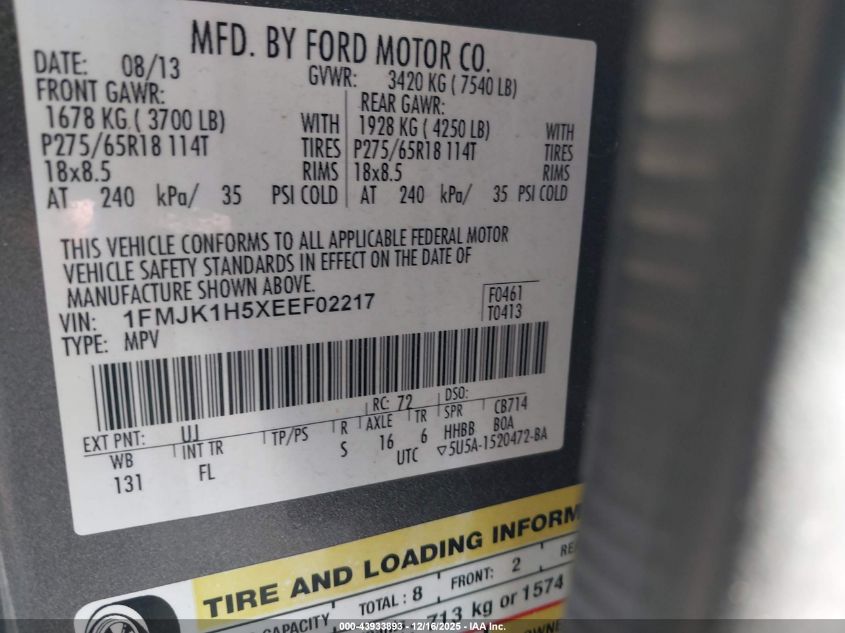 MFD. BY FORD MOTOR CO.
DATE: 08/13 GVWR: 3420 KG ( 7540 LB)
FRONT GAWR: REAR GAWR:
1678 KG ( 3700 LB) WITH 1928 KG ( 4250 LB) WITH
P275/65R18 114T TIRES P275/65R18 114T TIRES
18x8.5 RIMS 18x8.5 RIMS
AT 240 kPa/ 35 PSI COLD AT 240 kPa/ 35 PSI COLD
THIS VEHICLE CONFORMS TO ALL APPLICABLE FEDERAL MOTOR
VEHICLE SAFETY STANDARDS IN EFFECT ON THE DATE OF
MANUFACTURE SHOWN ABOVE.
VIN: 1FMJK1H5XEEF02217 F0461
TYPE: MPV T0413
RC: 72 DSO:
EXT PNT: UJ TP/PS R AXLE TR SPR CB714
WB INT TR S 16 6 HHBB BOA
131 FL UTC ▽5U5A-1520472-BA
TIRE AND LOADING INFORM
CAPACITY TOTAL : 8 FRONT: 2 RE
713 kg or 1574
OWNE
000-43933893 - 12/16/2025 - IAA, Inc.